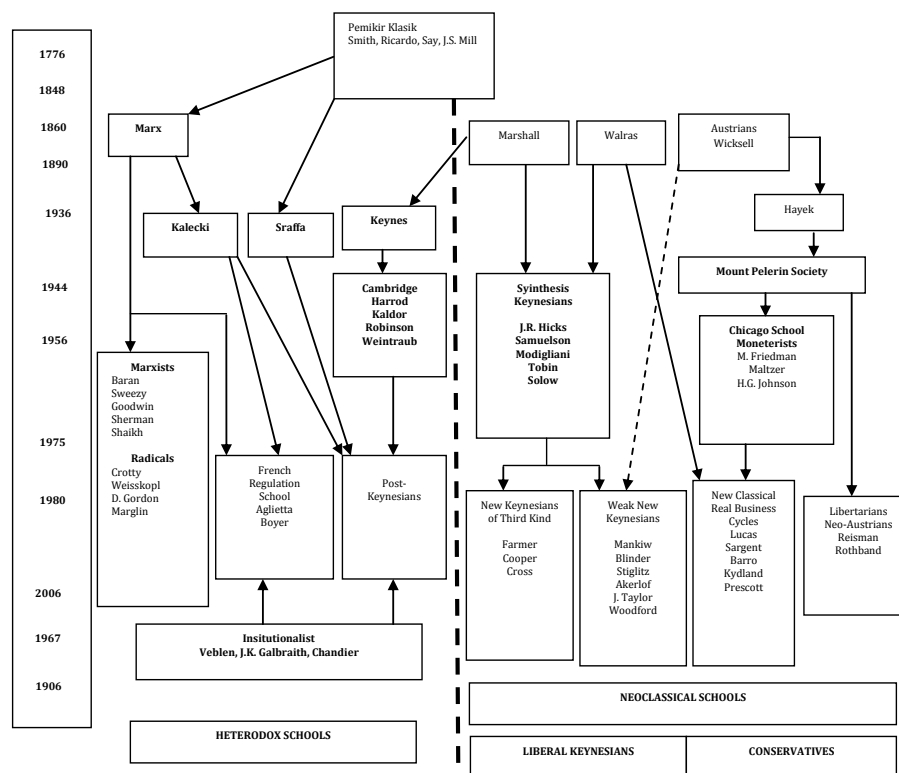 1776
1848
1860
1890
1936
1944
1956
1975
1980
2006
1967
1906
Pemikir Klasik
Smith, Ricardo, Say, J.S. Mill
Marx
Marshall
Walras
Austrians
Wicksell
Kalecki
Sraffa
Keynes
Hayek
Mount Pelerin Society
Cambridge
Harrod
Kaldor
Robinson
Weintraub
Syinthesis
Keynesians
J.R. Hicks
Samuelson
Modigliani
Tobin
Solow
Chicago School
Moneterists
M. Friedman
Maltzer
H.G. Johnson
Marxists
Baran
Sweezy
Goodwin
Sherman
Shaikh
Radicals
Crotty
Weisskopl
D. Gordon
Marglin
French
Regulation
School
Aglietta
Boyer
Post-
Keynesians
New Keynesians
of Third Kind
Farmer
Cooper
Cross
Weak New
Keynesians
Mankiw
Blinder
Stiglitz
Akerlof
J. Taylor
Woodford
New Classical
Real Business
Cycles
Lucas
Sargent
Barro
Kydland
Prescott
Libertarians
Neo-Austrians
Reisman
Rothband
Insitutionalist
Veblen, J.K. Galbraith, Chandier
HETERODOX SCHOOLS
NEOCLASSICAL SCHOOLS
LIBERAL KEYNESIANS
CONSERVATIVES